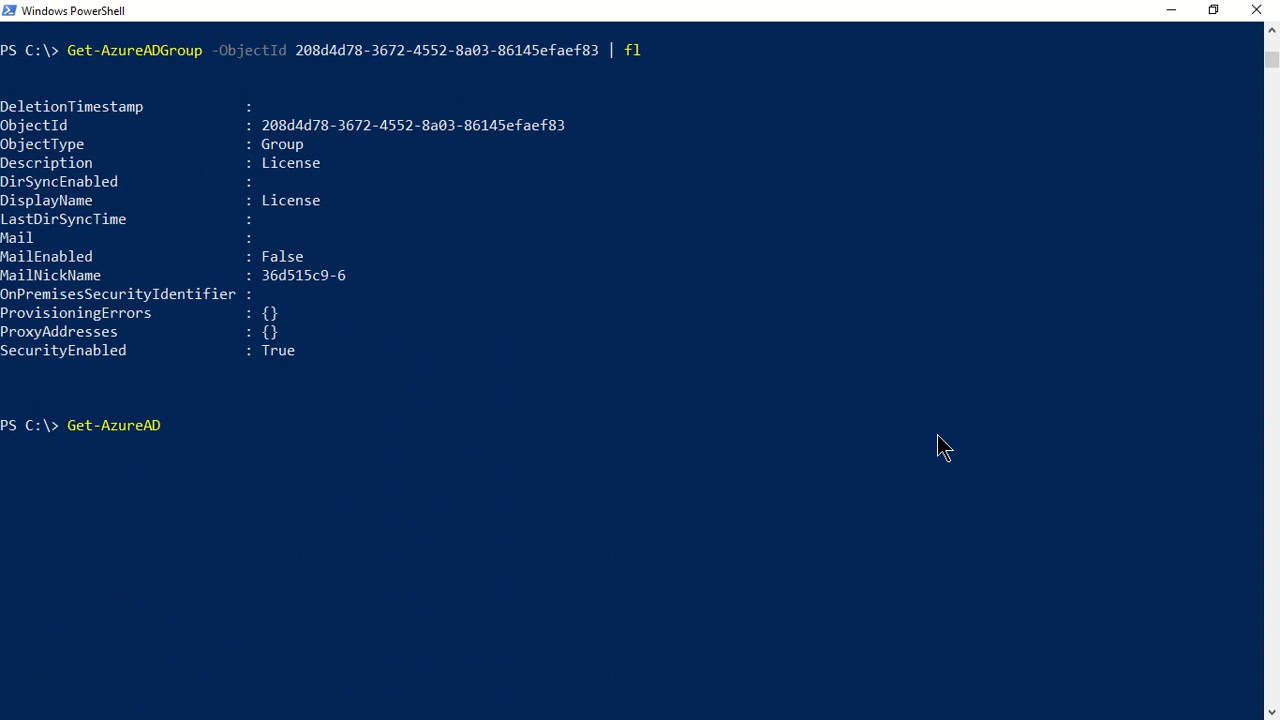 Windows PowerShell
PS C:\> Get-AzureADGroup -ObjectId 208d4d78-3672-4552-8a03-86145efaef83 | fl
DeletionTimestamp :
ObjectId : 208d4d78-3672-4552-8a03-86145efaef83
ObjectType : Group
Description : License
DirSyncEnabled :
DisplayName : License
LastDirSyncTime :
Mail :
MailEnabled : False
MailNickName : 36d515c9-6
OnPremisesSecurityIdentifier :
ProvisioningErrors : {}
ProxyAddresses : {}
SecurityEnabled : True
PS C:\> Get-AzureAD